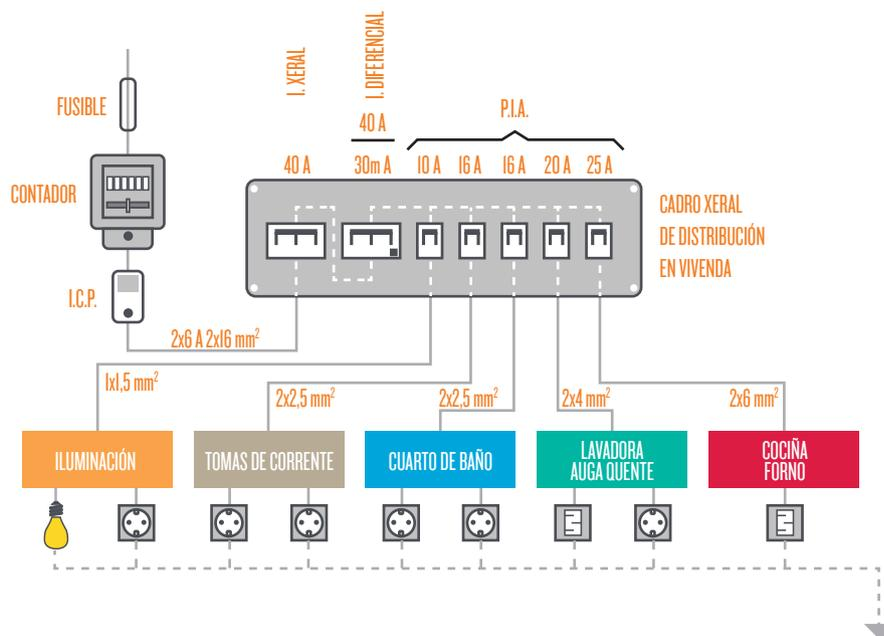 I. XERAL
I. DIFERENCIAL
FUSIBLE
40 A
P.I.A.
40 A
30m A
10 A
16 A
16 A
20 A
25 A
CONTADOR
CADRO XERAL
DE DISTRIBUCIÓN
EN VIVENDA
I.C.P.
2x6 A 2x16 mm²
1x1,5 mm²
2x2,5 mm²
2x2,5 mm²
2x4 mm²
2x6 mm²
ILUMINACIÓN
TOMAS DE CORRENTE
CUARTO DE BAÑO
LAVADORA
AUGA QUENTE
COCIÑA
FORNO